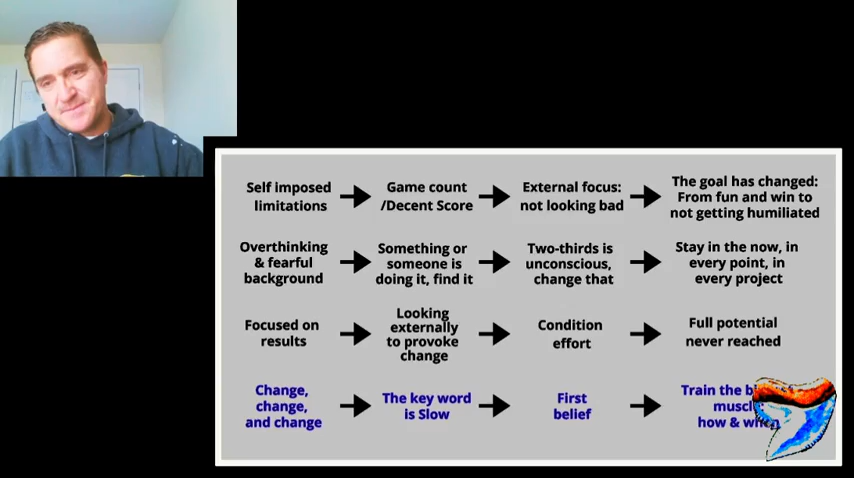 Self imposed
limitations
Game count
/Decent Score
External focus:
not looking bad
The goal has changed:
From fun and win to
not getting humiliated
Overthinking
& fearful
background
Something or
someone is
doing it, find it
Two-thirds is
unconscious,
change that
Stay in the now, in
every point, in
every project
Focused on
results
Looking
externally
to provoke
change
Condition
effort
Full potential
never reached
Change,
change,
and change
The key word
is Slow
First
belief
Train the
how &